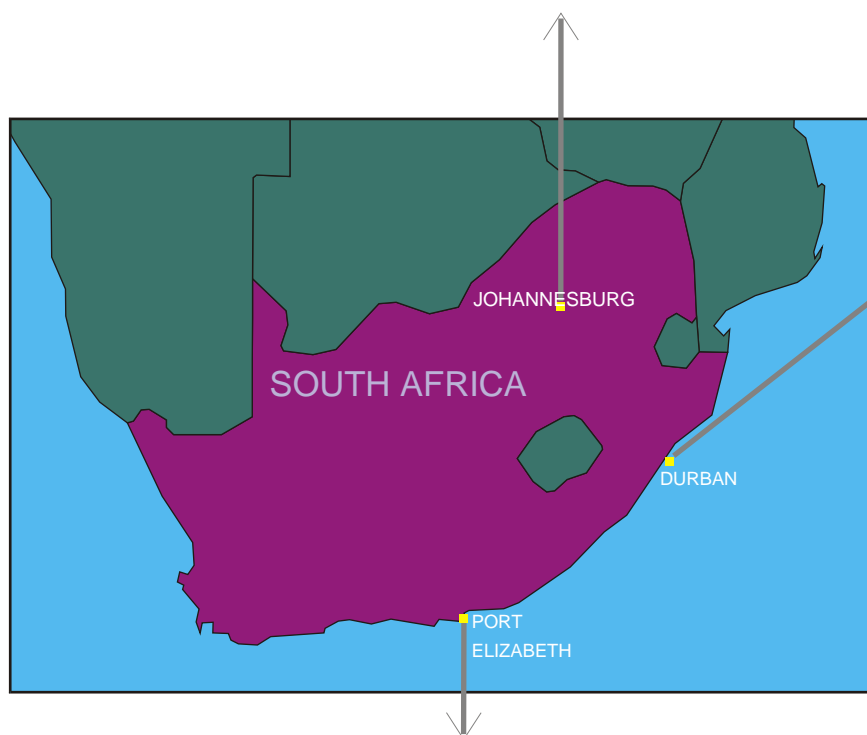 JOHANNESBURG
SOUTH AFRICA
DURBAN
PORT
ELIZABETH